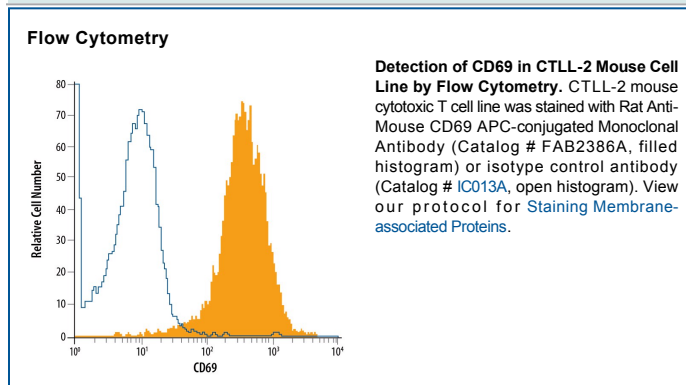 Flow Cytometry
80
70
60
50
40
30
20
10
0
Relative Cell Number
10⁰
10¹
10²
10³
10⁴
CD69
Detection of CD69 in CTLL-2 Mouse Cell
Line by Flow Cytometry. CTLL-2 mouse
cytotoxic T cell line was stained with Rat Anti-
Mouse CD69 APC-conjugated Monoclonal
Antibody (Catalog # FAB2386A, filled
histogram) or isotype control antibody
(Catalog # IC013A, open histogram). View
our protocol for Staining Membrane-
associated Proteins.